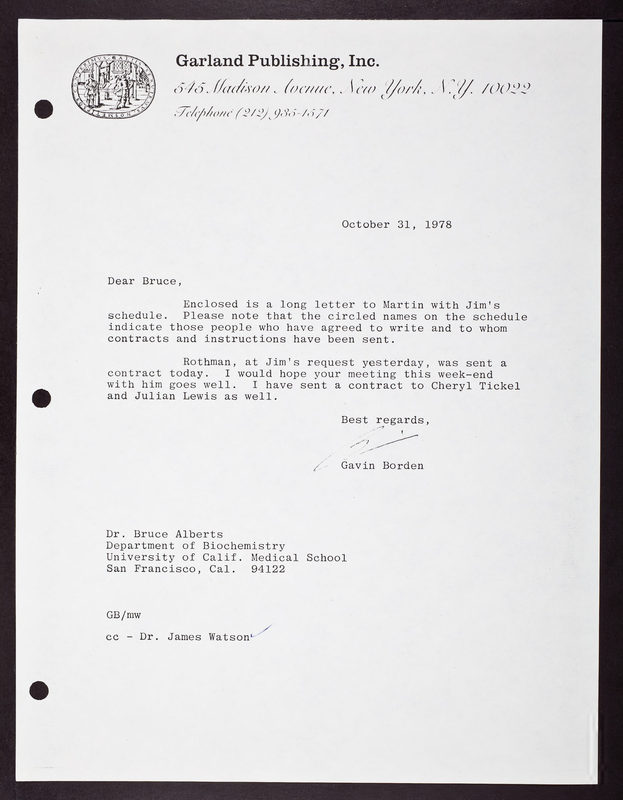 Garland Publishing, Inc.
545 Madison Avenue, New York, N.Y. 10022
Telephone (212) 935-1571
October 31, 1978
Dear Bruce,
Enclosed is a long letter to Martin with Jim's
schedule. Please note that the circled names on the schedule
indicate those people who have agreed to write and to whom
contracts and instructions have been sent.
Rothman, at Jim's request yesterday, was sent a
contract today. I would hope your meeting this week-end
with him goes well. I have sent a contract to Cheryl Tickel
and Julian Lewis as well.
Best regards,
Gavin Borden
Dr. Bruce Alberts
Department of Biochemistry
University of Calif. Medical School
San Francisco, Cal. 94122
GB/mw
cc - Dr. James Watson